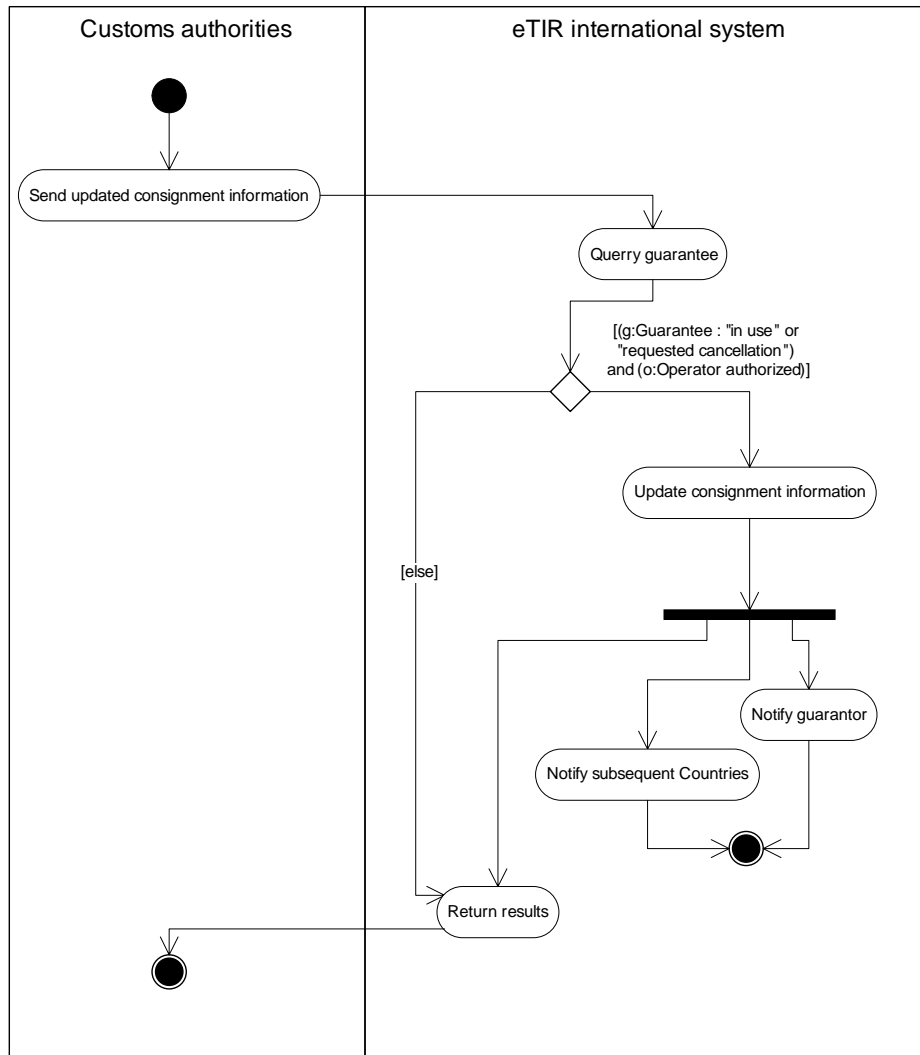 Customs authorities
eTIR international system
Send updated consignment information
Querry guarantee
[(g:Guarantee : "in use" or
"requested cancellation")
and (o:Operator authorized)]
Update consignment information
[else]
Notify guarantor
Notify subsequent Countries
Return results